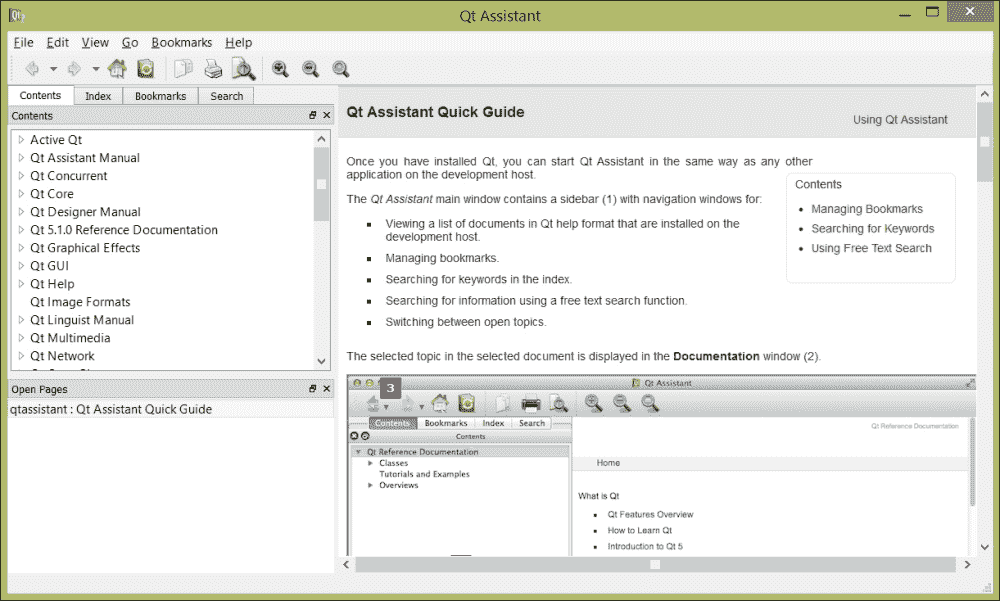 Qt Assistant
File Edit View Go Bookmarks Help
Contents Index Bookmarks Search
Contents
Active Qt
Qt Assistant Manual
Qt Concurrent
Qt Core
Qt Designer Manual
Qt 5.1.0 Reference Documentation
Qt Graphical Effects
Qt GUI
Qt Help
Qt Image Formats
Qt Linguist Manual
Qt Multimedia
Qt Network
Open Pages
qtassistant : Qt Assistant Quick Guide
Qt Assistant Quick Guide
Using Qt Assistant
Once you have installed Qt, you can start Qt Assistant in the same way as any other
application on the development host.
The Qt Assistant main window contains a sidebar (1) with navigation windows for:
Viewing a list of documents in Qt help format that are installed on the
development host.
Managing bookmarks.
Searching for keywords in the index.
Searching for information using a free text search function.
Switching between open topics.
Contents
Managing Bookmarks
Searching for Keywords
Using Free Text Search
The selected topic in the selected document is displayed in the Documentation window (2).
3
Qt Assistant
Contents Bookmarks Index Search
Contents
Qt Reference Documentation
Classes
Tutorials and Examples
Overviews
Qt Reference Documentation
Home
What is Qt
Qt Features Overview
How to Learn Qt
Introduction to Qt 5